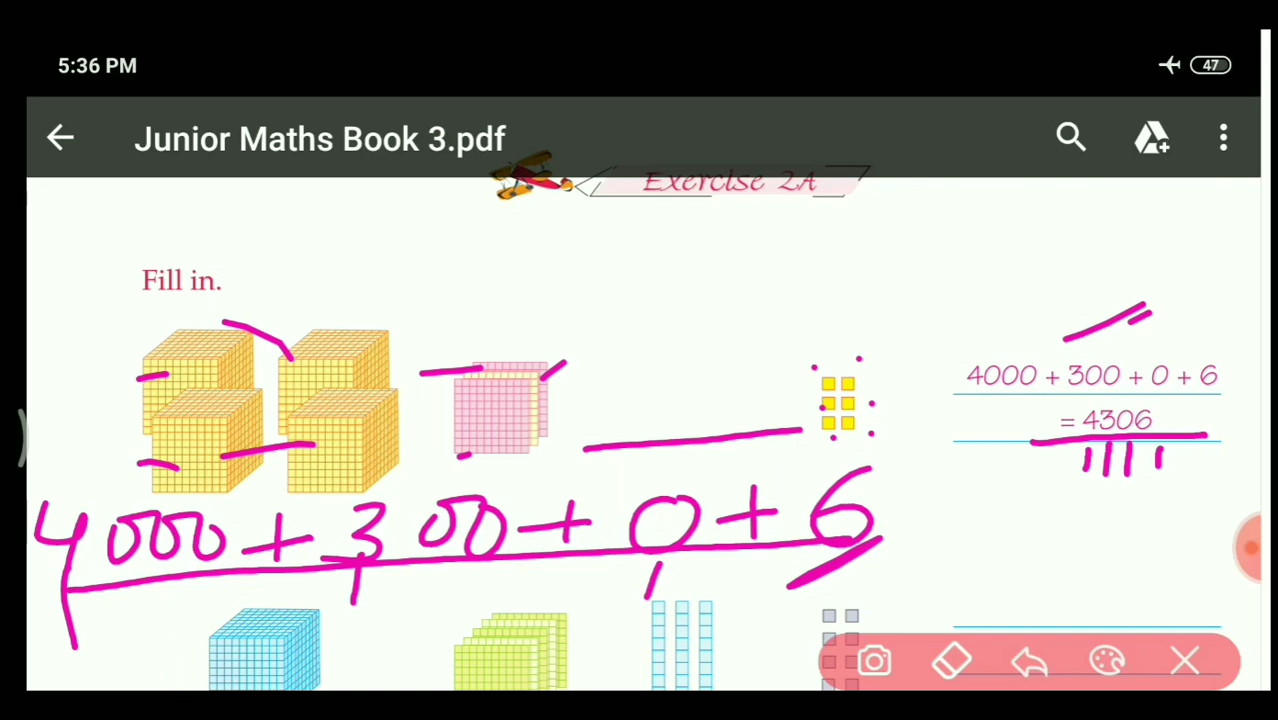 5:36 PM
47
Junior Maths Book 3.pdf
Exercise 2A
Fill in.
4000 + 300 + 0 + 6
= 4306
4000 + 300 + 0 + 6